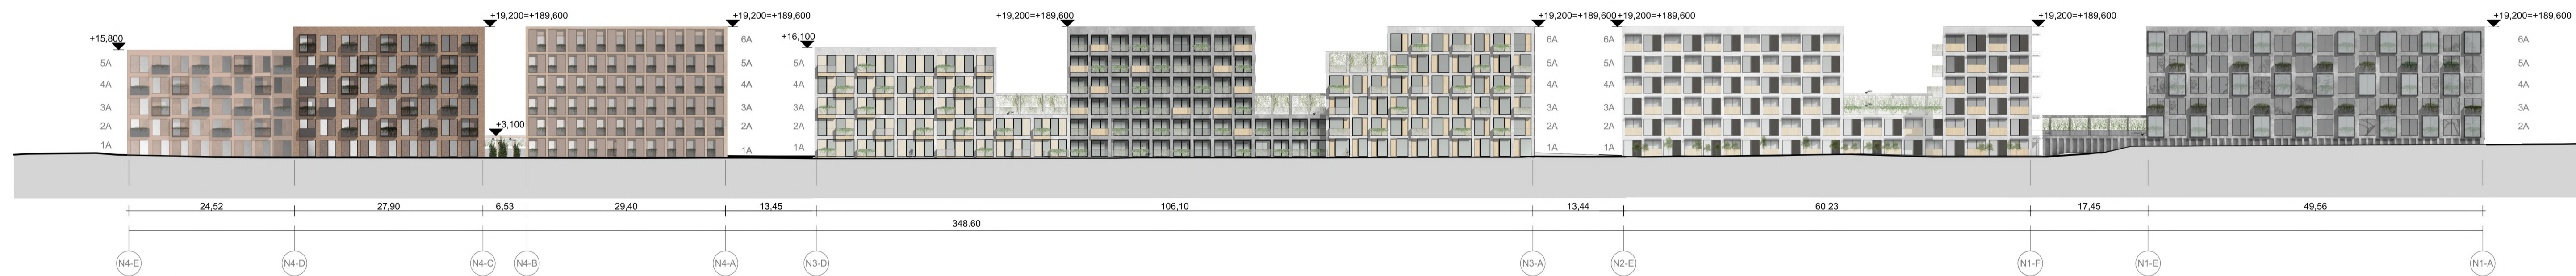 +19,200=+189,600
+19,200=+189,600
+19,200=+189,600
+19,200=+189,600
+19,200=+189,600
+19,200=+189,600
+19,200=+189,600
+15,800
+16,100
+3,100
5A
4A
3A
2A
1A
6A
5A
4A
3A
2A
1A
5A
4A
3A
2A
1A
6A
5A
4A
3A
2A
1A
6A
5A
4A
3A
2A
1A
6A
5A
4A
3A
2A
24,52
27,90
6,53
29,40
13,45
106,10
13,44
60,23
17,45
49,56
348.60
N4-E
N4-D
N4-C
N4-B
N4-A
N3-D
N3-A
N2-E
N1-F
N1-E
N1-A